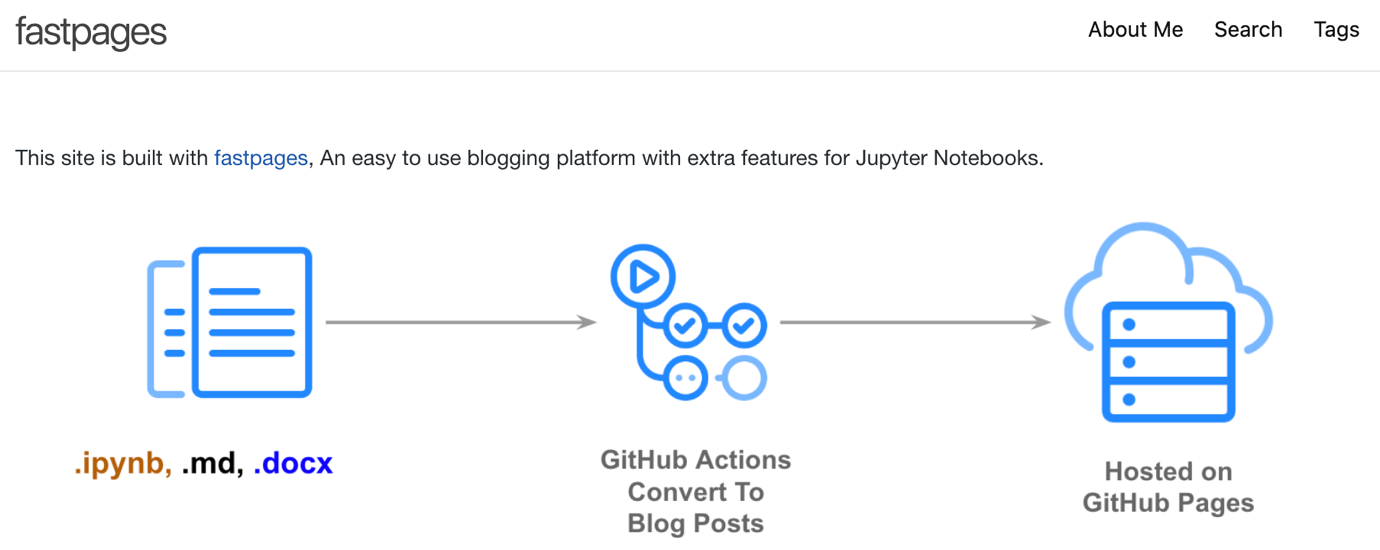 fastpages
About Me Search Tags
This site is built with fastpages, An easy to use blogging platform with extra features for Jupyter Notebooks.
.ipynb, .md, .docx
GitHub Actions
Convert To
Blog Posts
Hosted on
GitHub Pages